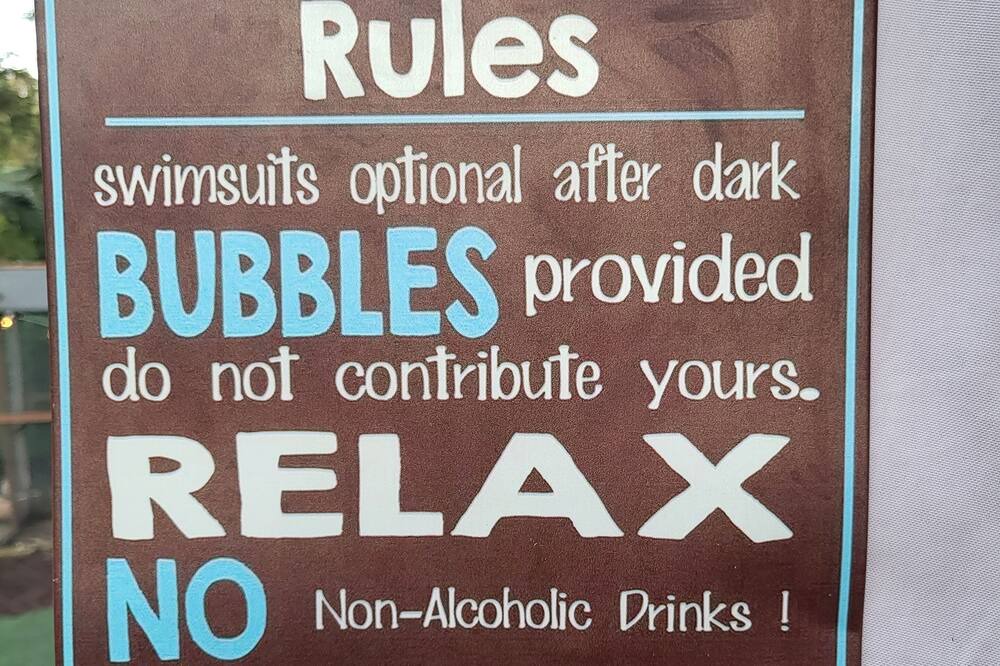 Rules
swimsuits optional after dark
BUBBLES provided
do not contribute yours.
RELAX
NO Non-Alcoholic Drinks !